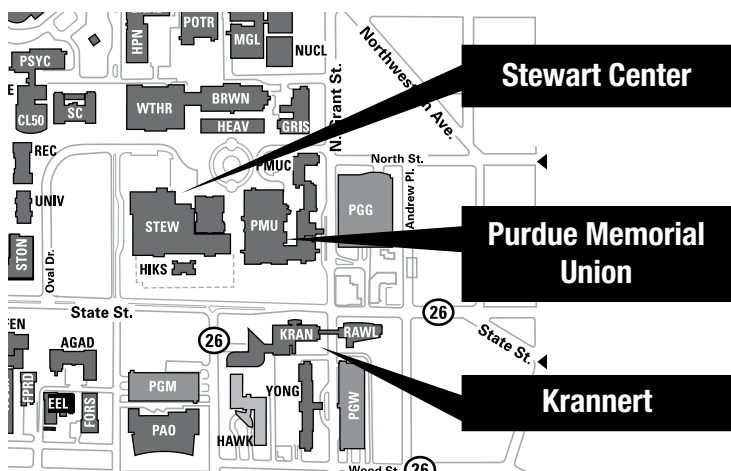 POTR
HPN
MGL
NUCL
PSYC
N. Grant St.
Northwestern Ave.
Stewart Center
E
CL50
SC
WTHR
BRWN
HEAV
GRIS
REC
North St.
PMUC
UNIV
STEW
PMU
PGG
Andrew Pl.
Purdue Memorial
Union
STON
Oval Dr.
HIKS
State St.
26
State St.
26
KRAN
RAWL
AGAD
FPRD
EEL
FORS
PGM
PAO
YONG
HAWK
PGW
Krannert
Wood St.
26